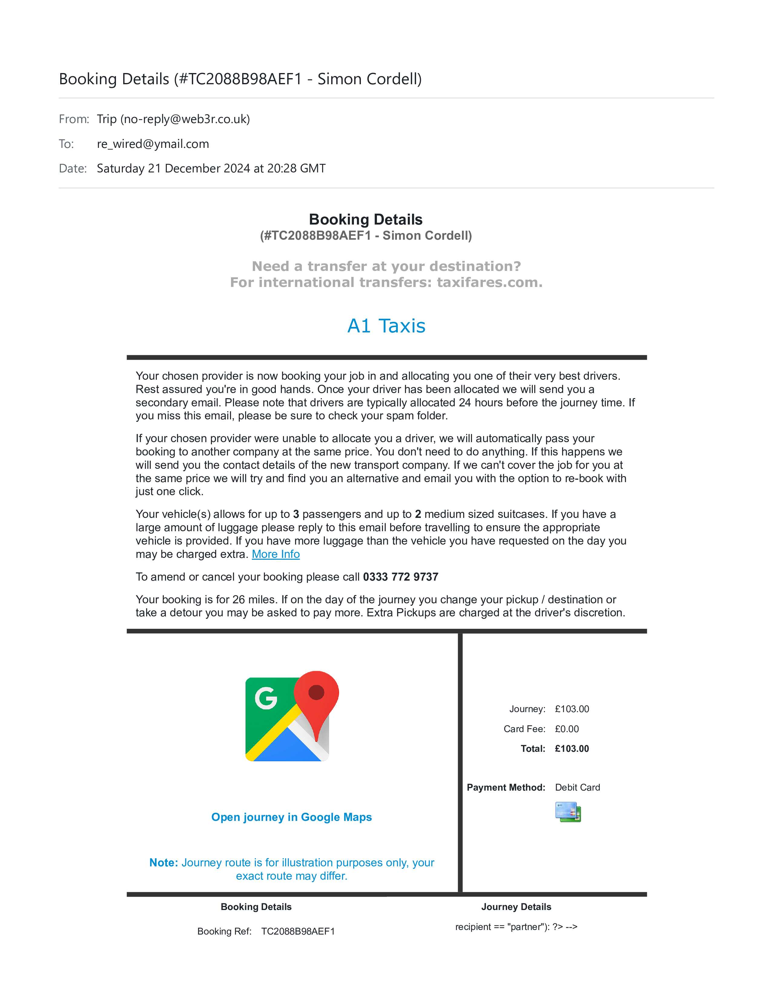 Booking Details (#TC2088B98AEF1 - Simon Cordell)
From: Trip (no-reply@web3r.co.uk)
To: re_wired@ymail.com
Date: Saturday 21 December 2024 at 20:28 GMT
Booking Details
(#TC2088B98AEF1 - Simon Cordell)
Need a transfer at your destination?
For international transfers: taxifares.com.
A1 Taxis
Your chosen provider is now booking your job in and allocating you one of their very best drivers.
Rest assured you're in good hands. Once your driver has been allocated we will send you a
secondary email. Please note that drivers are typically allocated 24 hours before the journey time. If
you miss this email, please be sure to check your spam folder.
If your chosen provider were unable to allocate you a driver, we will automatically pass your
booking to another company at the same price. You don't need to do anything. If this happens we
will send you the contact details of the new transport company. If we can't cover the job for you at
the same price we will try and find you an alternative and email you with the option to re-book with
just one click.
Your vehicle(s) allows for up to 3 passengers and up to 2 medium sized suitcases. If you have a
large amount of luggage please reply to this email before travelling to ensure the appropriate
vehicle is provided. If you have more luggage than the vehicle you have requested on the day you
may be charged extra. More Info
To amend or cancel your booking please call 0333 772 9737
Your booking is for 26 miles. If on the day of the journey you change your pickup / destination or
take a detour you may be asked to pay more. Extra Pickups are charged at the driver's discretion.
G
Open journey in Google Maps
Note: Journey route is for illustration purposes only, your
exact route may differ.
Journey: £103.00
Card Fee: £0.00
Total: £103.00
Payment Method: Debit Card
Booking Details
Booking Ref: TC2088B98AEF1
Journey Details
recipient == "partner"): ?> -->